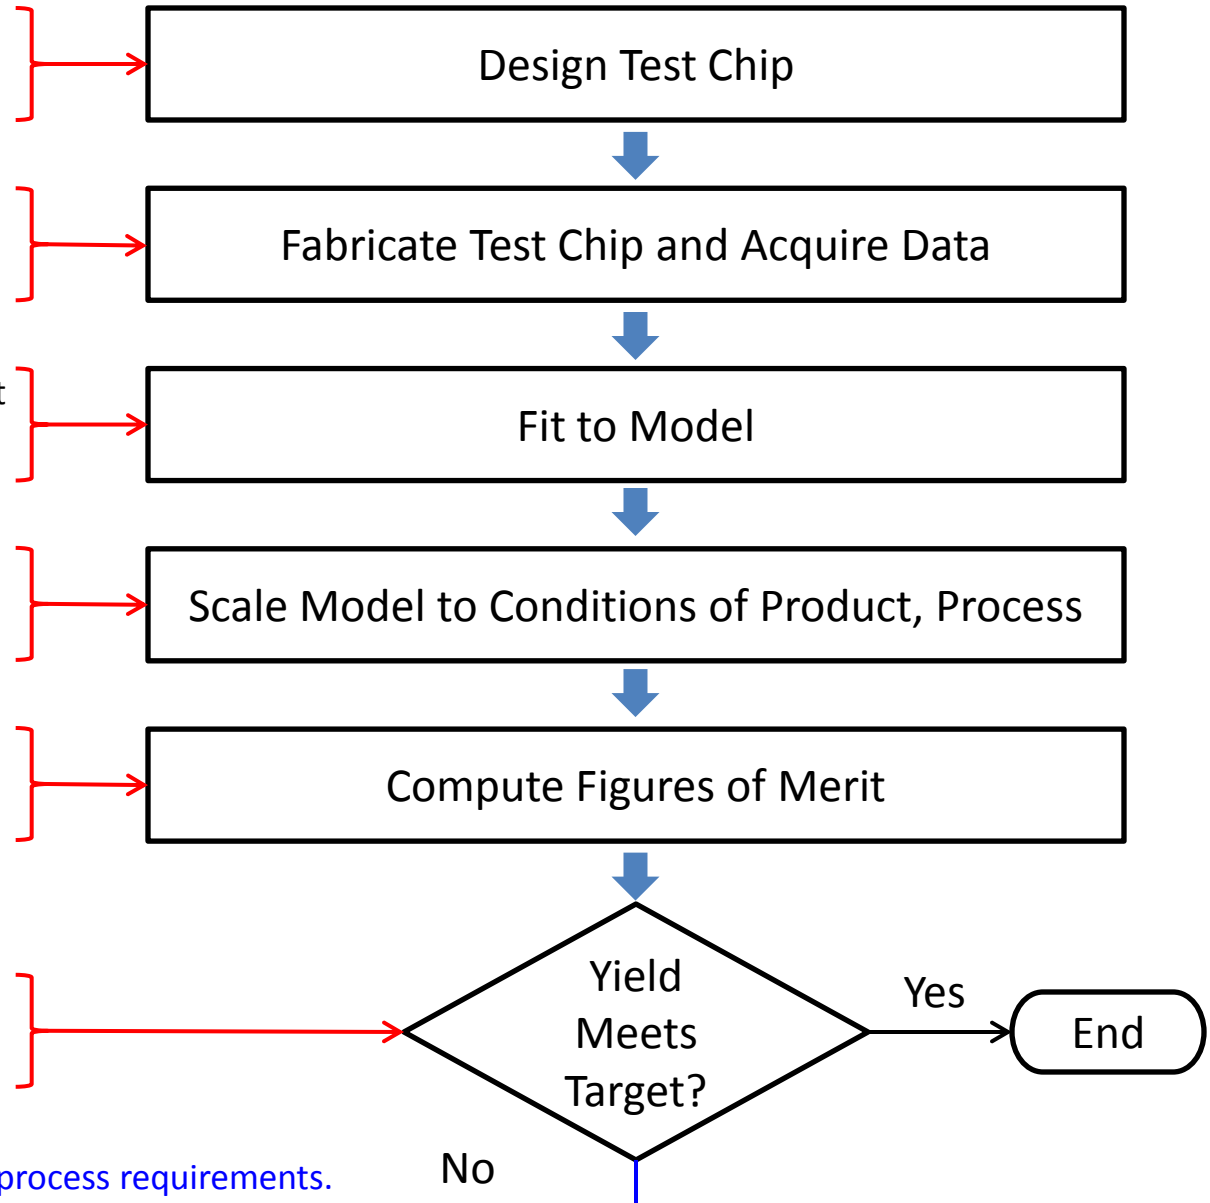 Design Test Chip
Fabricate Test Chip and Acquire Data
t
Fit to Model
Scale Model to Conditions of Product, Process
Compute Figures of Merit
Yield
Meets
Target?
Yes
End
No
process requirements.